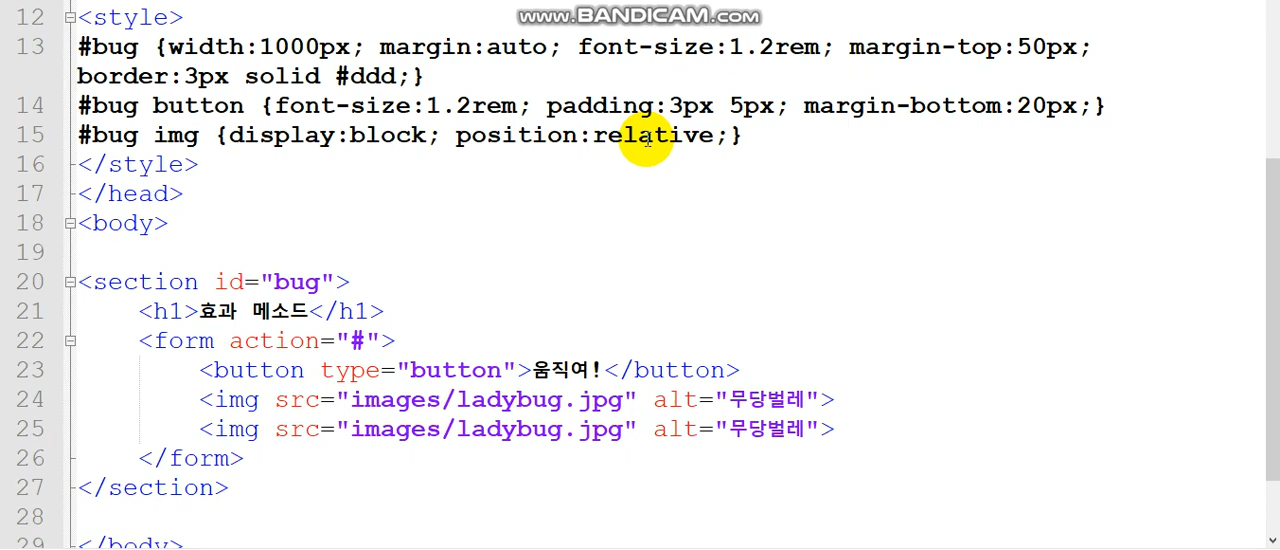 www.BANDICAM.com
12 <style>
13 #bug {width:1000px; margin:auto; font-size:1.2rem; margin-top:50px;
border:3px solid #ddd;}
14 #bug button {font-size:1.2rem; padding:3px 5px; margin-bottom:20px;}
15 #bug img {display:block; position:relative;}
16 </style>
17 </head>
18 <body>
19
20 <section id="bug">
21 <h1>효과 메소드</h1>
22 <form action="#">
23 <button type="button">움직여!</button>
24 <img src="images/ladybug.jpg" alt="무당벌레">
25 <img src="images/ladybug.jpg" alt="무당벌레">
26 </form>
27 </section>
28
29 </body>